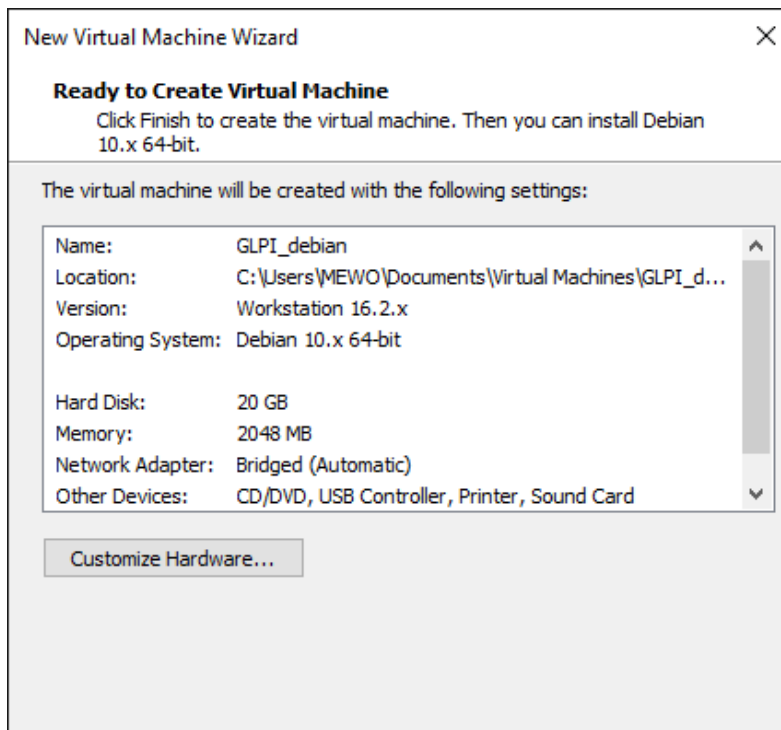 New Virtual Machine Wizard
Ready to Create Virtual Machine
Click Finish to create the virtual machine. Then you can install Debian
10.x 64-bit.
The virtual machine will be created with the following settings:
Name: GLPI_debian
Location: C:\Users\MEWO\Documents\Virtual Machines\GLPI_d...
Version: Workstation 16.2.x
Operating System: Debian 10.x 64-bit
Hard Disk: 20 GB
Memory: 2048 MB
Network Adapter: Bridged (Automatic)
Other Devices: CD/DVD, USB Controller, Printer, Sound Card
Customize Hardware...